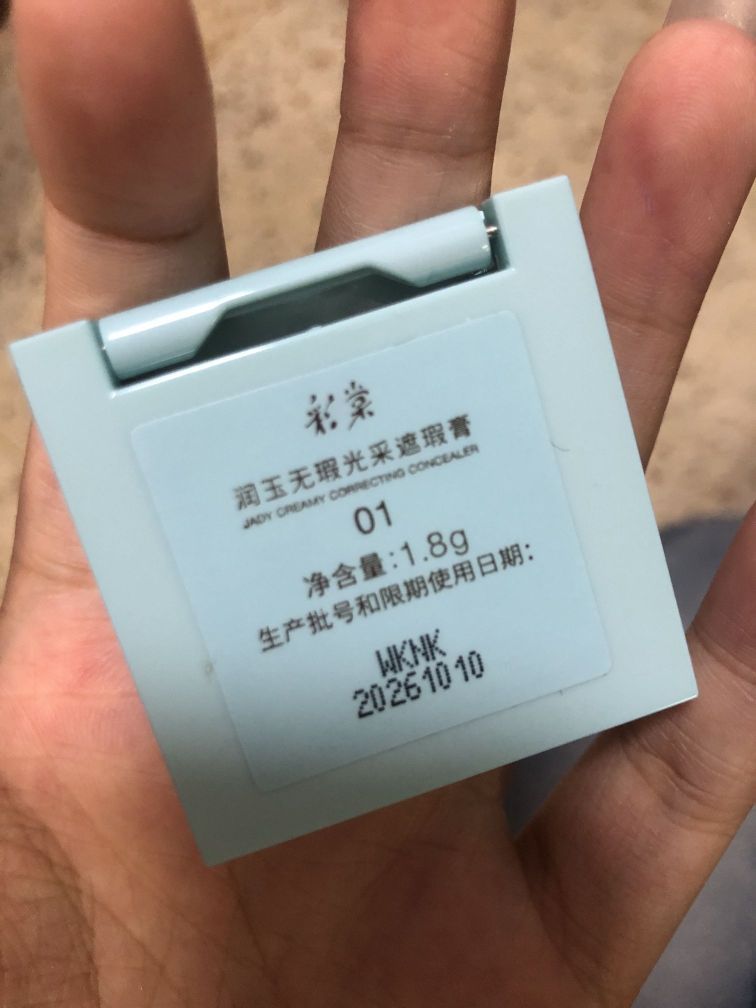 彩棠
润玉无瑕光采遮瑕膏
JADY CREAMY CORRECTING CONCEALER
01
净含量:1.8g
生产批号和限期使用日期:
WKNK
20261010